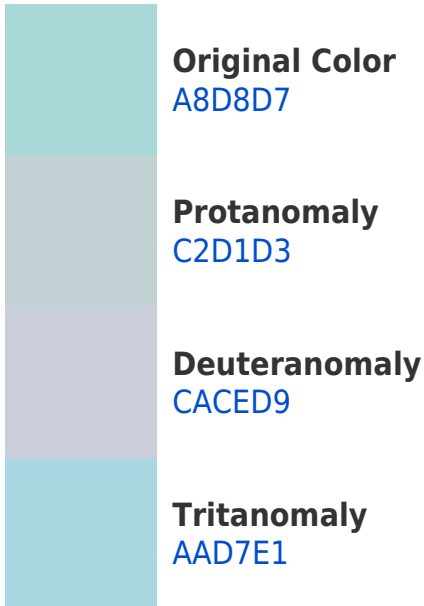 Original Color
A8D8D7
Protanomaly
C2D1D3
Deuteranomaly
CACED9
Tritanomaly
AAD7E1